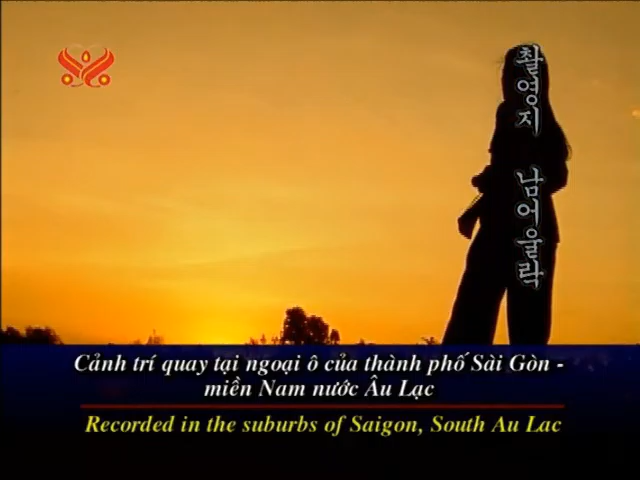 촬영지 남어울락
Cảnh trí quay tại ngoại ô của thành phố Sài Gòn -
miền Nam nước Âu Lạc
Recorded in the suburbs of Saigon, South Au Lac